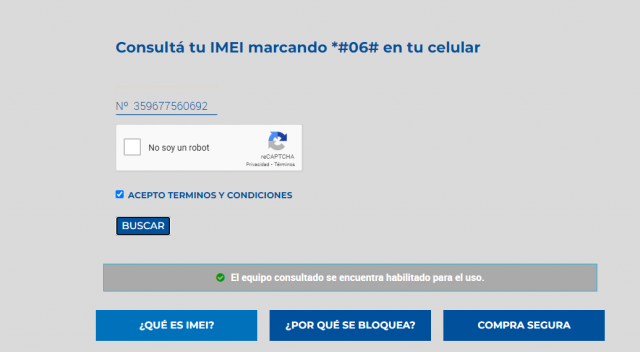 Consultá tu IMEI marcando *#06# en tu celular
Nº 359677560692
No soy un robot
reCAPTCHA
Privacidad - Términos
ACEPTO TERMINOS Y CONDICIONES
BUSCAR
El equipo consultado se encuentra habilitado para el uso.
¿QUÉ ES IMEI?
¿POR QUÉ SE BLOQUEA?
COMPRA SEGURA